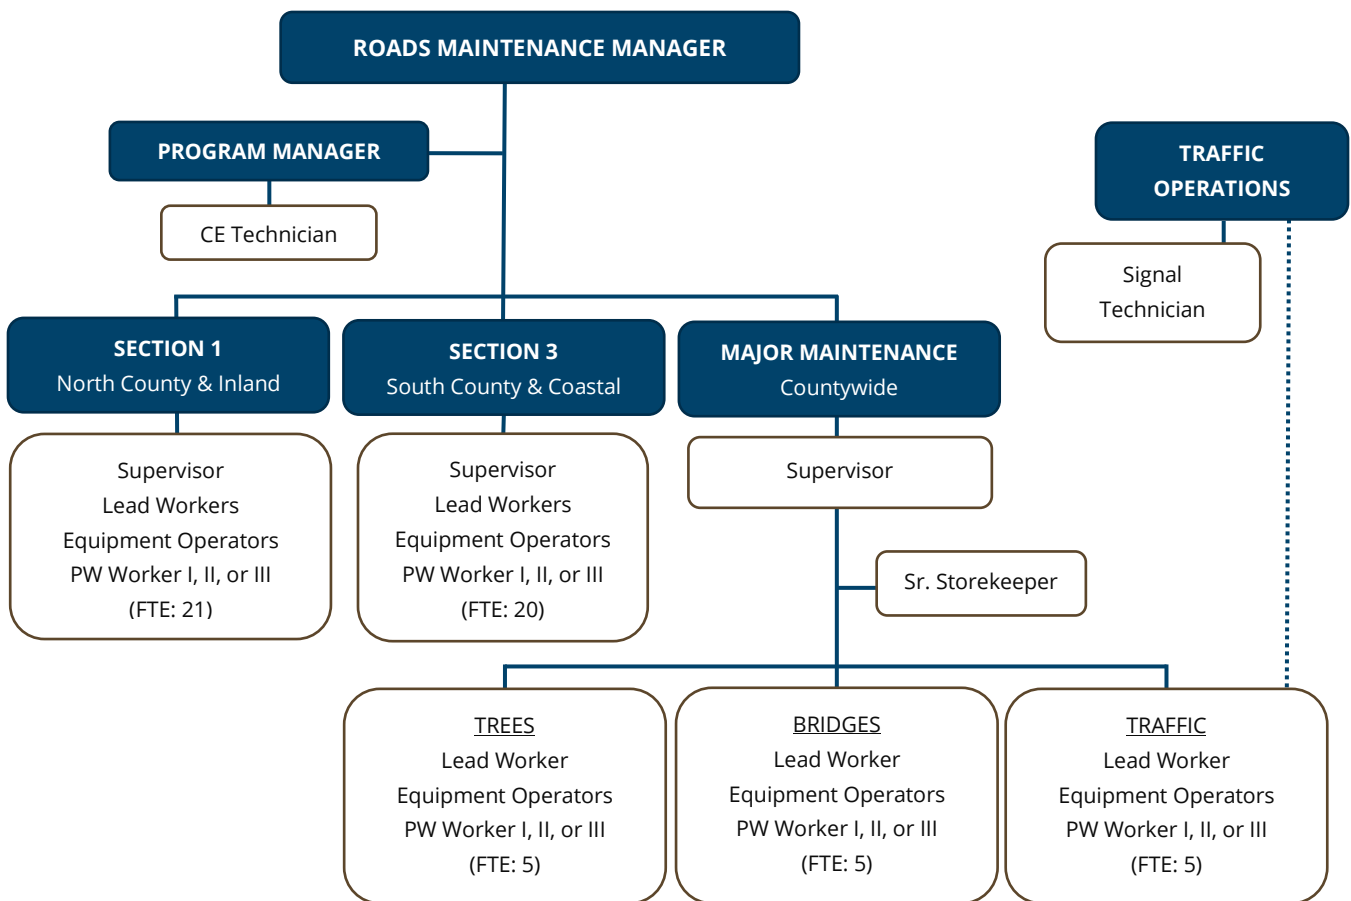 ROADS MAINTENANCE MANAGER
PROGRAM MANAGER
CE Technician
TRAFFIC
OPERATIONS
Signal
Technician
SECTION 1
North County & Inland
SECTION 3
South County & Coastal
MAJOR MAINTENANCE
Countywide
Supervisor
Lead Workers
Equipment Operators
PW Worker I, II, or III
(FTE: 21)
Supervisor
Lead Workers
Equipment Operators
PW Worker I, II, or III
(FTE: 20)
Supervisor
Sr. Storekeeper
TREES
Lead Worker
Equipment Operators
PW Worker I, II, or III
(FTE: 5)
BRIDGES
Lead Worker
Equipment Operators
PW Worker I, II, or III
(FTE: 5)
TRAFFIC
Lead Worker
Equipment Operators
PW Worker I, II, or III
(FTE: 5)